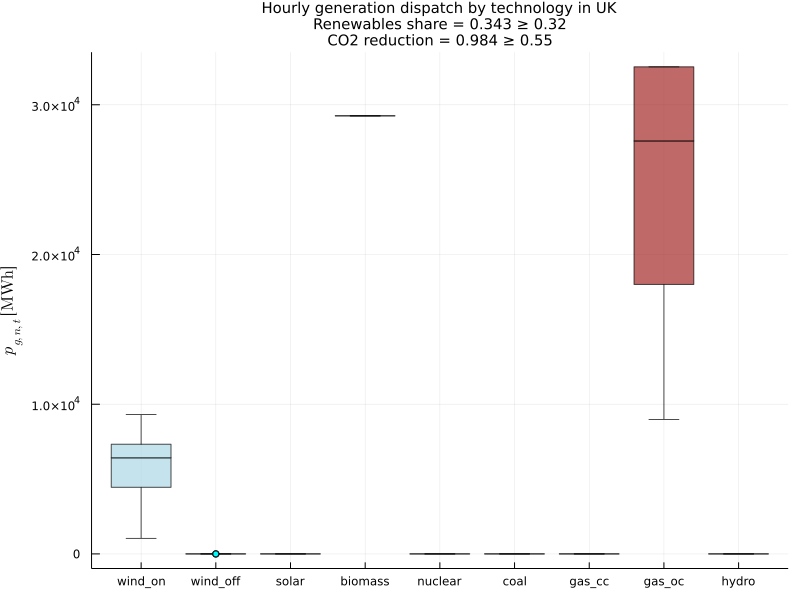 Hourly generation dispatch by technology in UK
Renewables share = 0.343 ≥ 0.32
CO2 reduction = 0.984 ≥ 0.55
3.0×10⁴
2.0×10⁴
1.0×10⁴
0
p_{g,n,t} [MWh]
wind_on wind_off solar biomass nuclear coal gas_cc gas_oc hydro